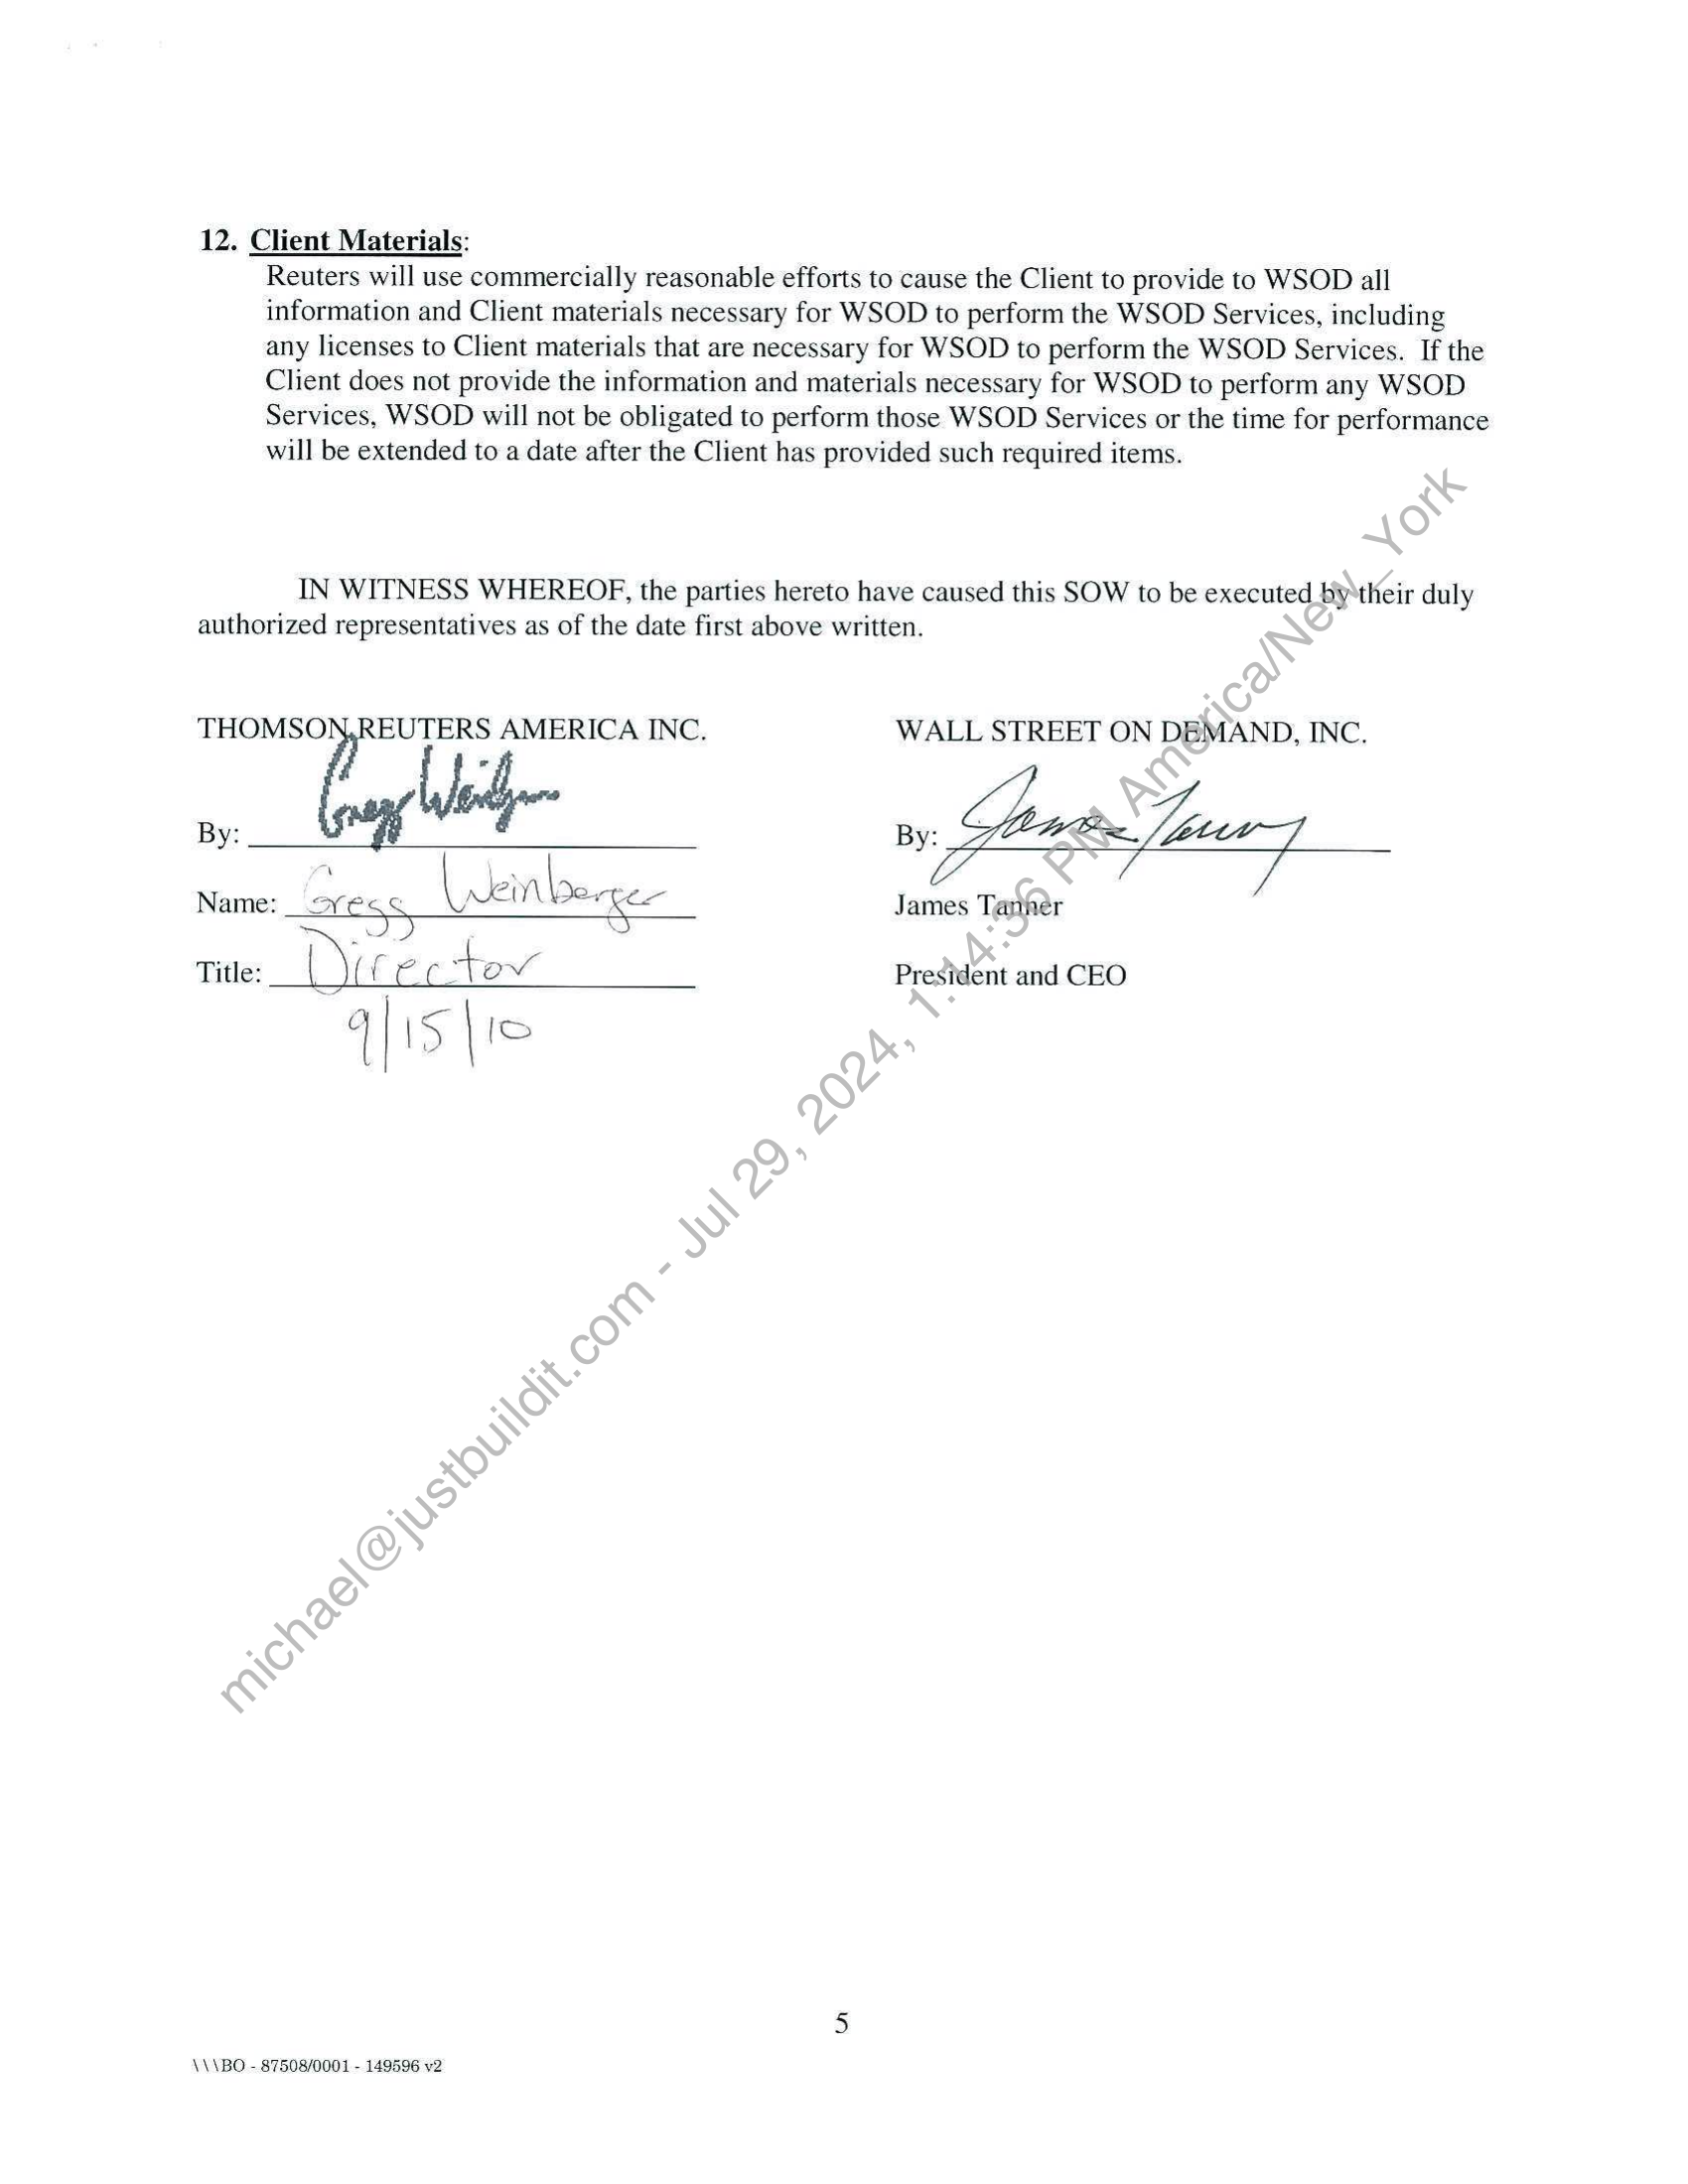 12. Client Materials:
Reuters will use commercially reasonable efforts to cause the Client to provide to WSOD all
information and Client materials necessary for WSOD to perform the WSOD Services, including
any licenses to Client materials that are necessary for WSOD to perform the WSOD Services. If the
Client does not provide the information and materials necessary for WSOD to perform any WSOD
Services, WSOD will not be obligated to perform those WSOD Services or the time for performance
will be extended to a date after the Client has provided such required items.
IN WITNESS WHEREOF, the parties hereto have caused this SOW to be executed by their duly
authorized representatives as of the date first above written.
THOMSON REUTERS AMERICA INC.
By: Gregg Weinberger
Name: Gregg Weinberger
Title: Director
9/15/10
WALL STREET ON DEMAND, INC.
By: James Tanner
James Tanner
President and CEO
michael@justbuildit.com - Jul 29, 2024, 1:14:36 PM America/New_York
5
\\\BO - 87508/0001 - 149596 v2